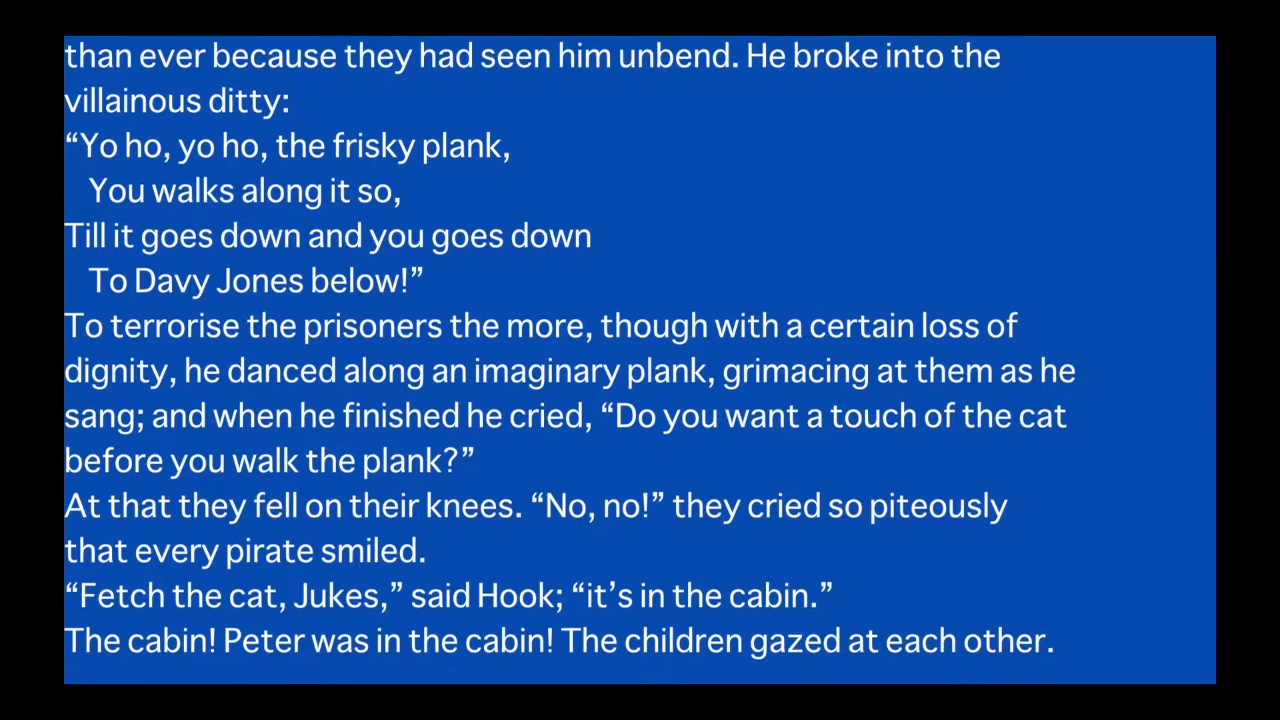 than ever because they had seen him unbend. He broke into the
villainous ditty:
“Yo ho, yo ho, the frisky plank,
You walks along it so,
Till it goes down and you goes down
To Davy Jones below!”
To terrorise the prisoners the more, though with a certain loss of
dignity, he danced along an imaginary plank, grimacing at them as he
sang; and when he finished he cried, “Do you want a touch of the cat
before you walk the plank?”
At that they fell on their knees. “No, no!” they cried so piteously
that every pirate smiled.
“Fetch the cat, Jukes,” said Hook; “it’s in the cabin.”
The cabin! Peter was in the cabin! The children gazed at each other.